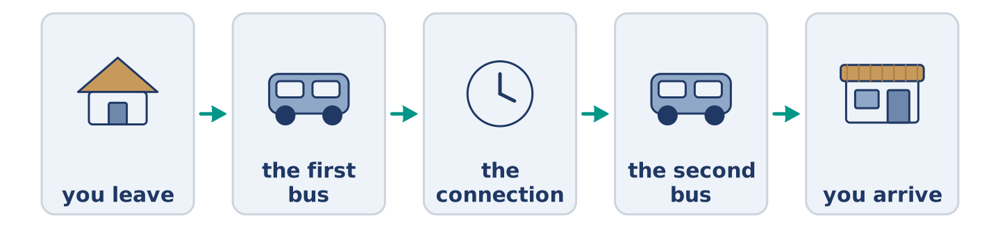 you leave
the first
bus
the
connection
the second
bus
you arrive